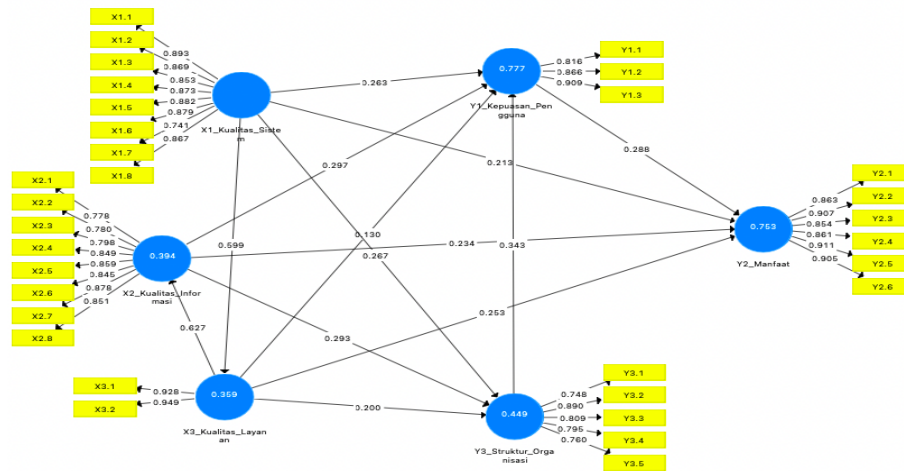 X1.1
X1.2
X1.3
X1.4
X1.5
X1.6
X1.7
X1.8
0.893
0.869
0.853
0.873
0.882
0.879
0.741
0.867
X1_Kualitas_Siste
m
0.263
0.777
Y1_Kepuasan_Pen
gguna
0.816
0.866
0.909
Y1.1
Y1.2
Y1.3
0.297
0.213
0.288
X2.1
X2.2
X2.3
X2.4
X2.5
X2.6
X2.7
X2.8
0.778
0.780
0.798
0.849
0.859
0.845
0.878
0.851
0.394
X2_Kualitas_Infor
masi
0.599
0.130
0.267
0.234
0.343
0.753
Y2_Manfaat
0.863
0.907
0.854
0.861
0.911
0.905
Y2.1
Y2.2
Y2.3
Y2.4
Y2.5
Y2.6
0.627
0.293
0.253
X3.1
X3.2
0.928
0.949
0.359
X3_Kualitas_Layan
an
0.200
0.449
Y3_Struktur_Orga
nisasi
0.748
0.890
0.809
0.795
0.760
Y3.1
Y3.2
Y3.3
Y3.4
Y3.5